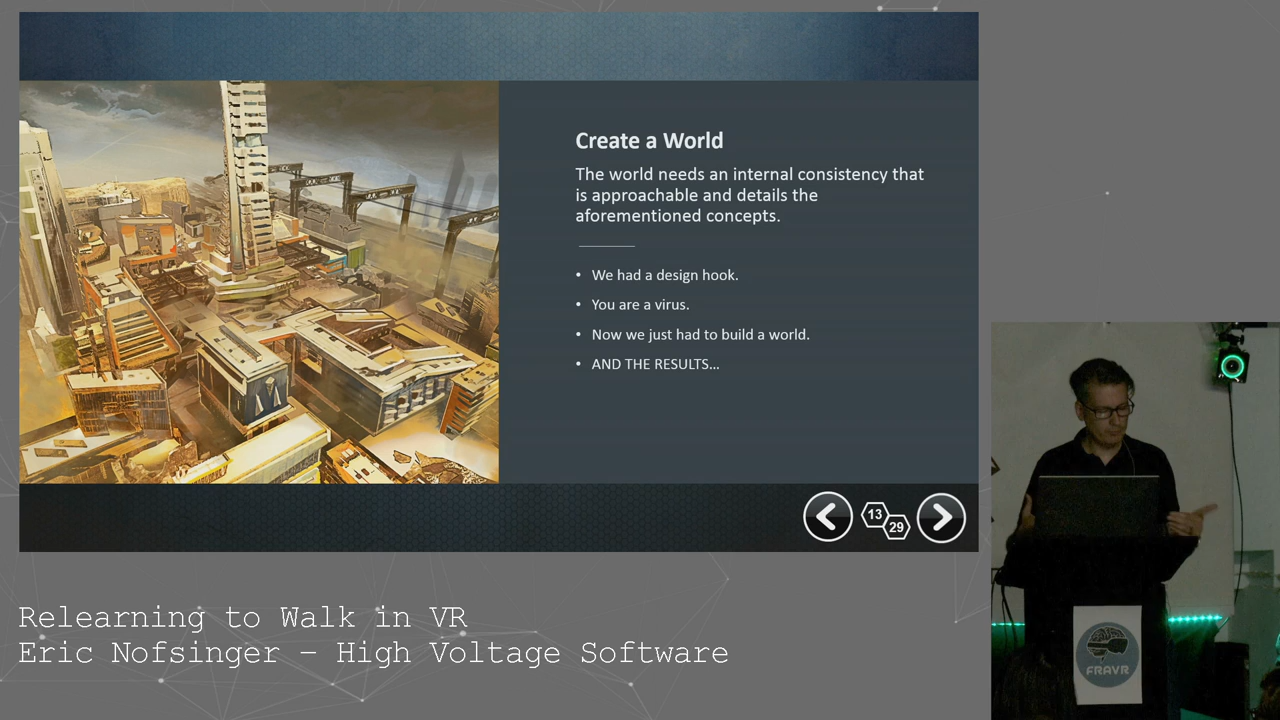 Create a World
The world needs an internal consistency that
is approachable and details the
aforementioned concepts.
• We had a design hook.
• You are a virus.
• Now we just had to build a world.
• AND THE RESULTS…
13
29
Relearning to Walk in VR
Eric Nofsinger – High Voltage Software
FRAVR